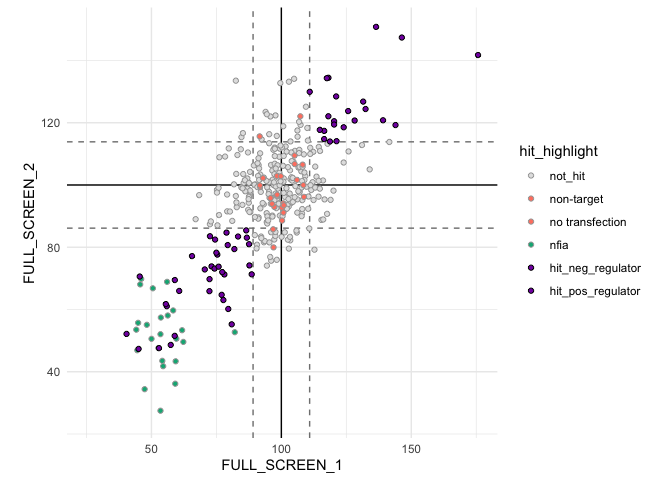 120
80
40
FULL_SCREEN_2
50
100
150
FULL_SCREEN_1
hit_highlight
not_hit
non-target
no transfection
nfia
hit_neg_regulator
hit_pos_regulator